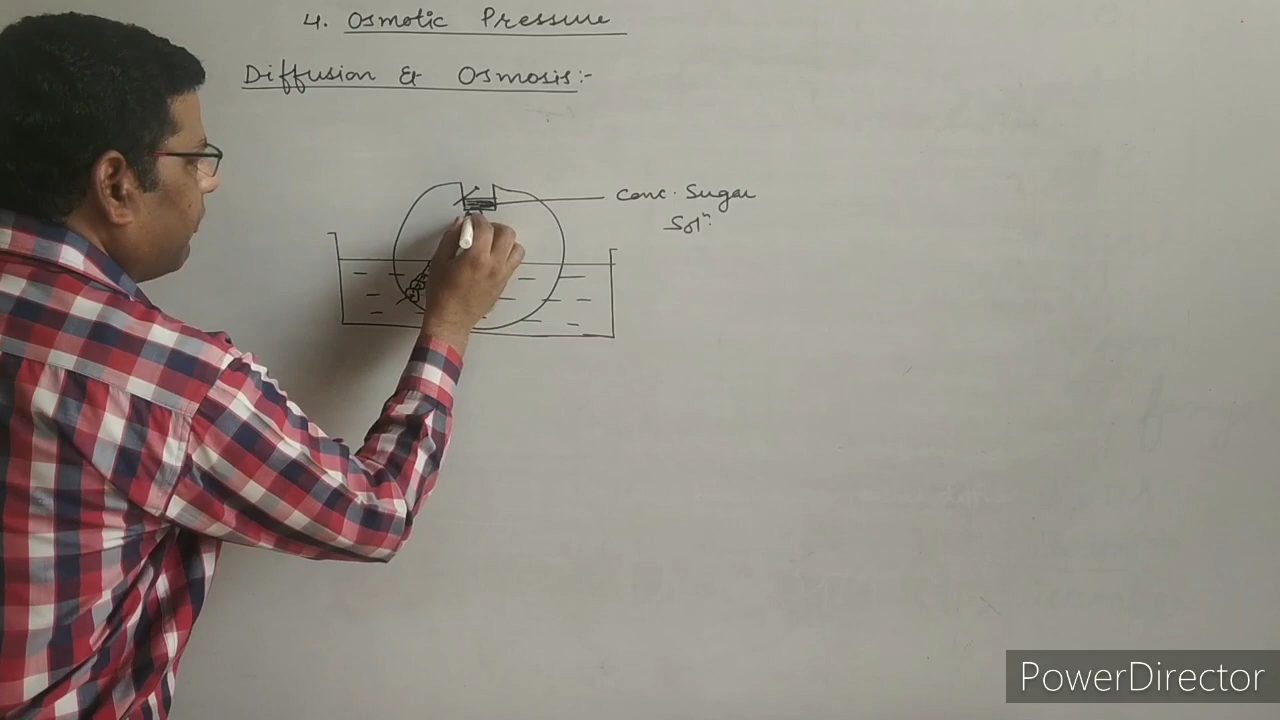 4. Osmotic Pressure
Diffusion & Osmosis:-
Conc. Sugar
Solⁿ.
PowerDirector